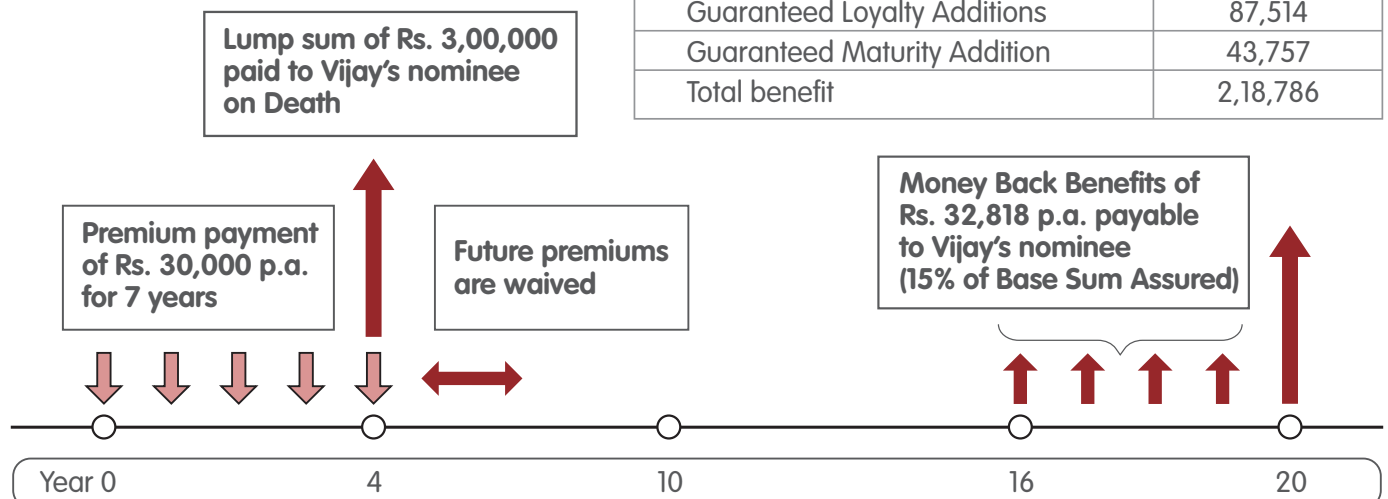 Guaranteed Loyalty Additions 87,514
Guaranteed Maturity Addition 43,757
Total benefit 2,18,786
Lump sum of Rs. 3,00,000
paid to Vijay's nominee
on Death
Premium payment
of Rs. 30,000 p.a.
for 7 years
Future premiums
are waived
Money Back Benefits of
Rs. 32,818 p.a. payable
to Vijay's nominee
(15% of Base Sum Assured)
Year 0 4 10 16 20